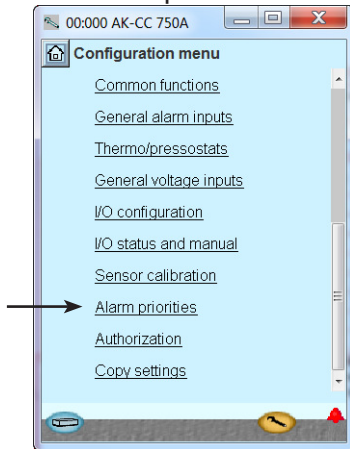 00:000 AK-CC 750A
Configuration menu
Common functions
General alarm inputs
Thermo/pressostats
General voltage inputs
I/O configuration
I/O status and manual
Sensor calibration
Alarm priorities
Authorization
Copy settings